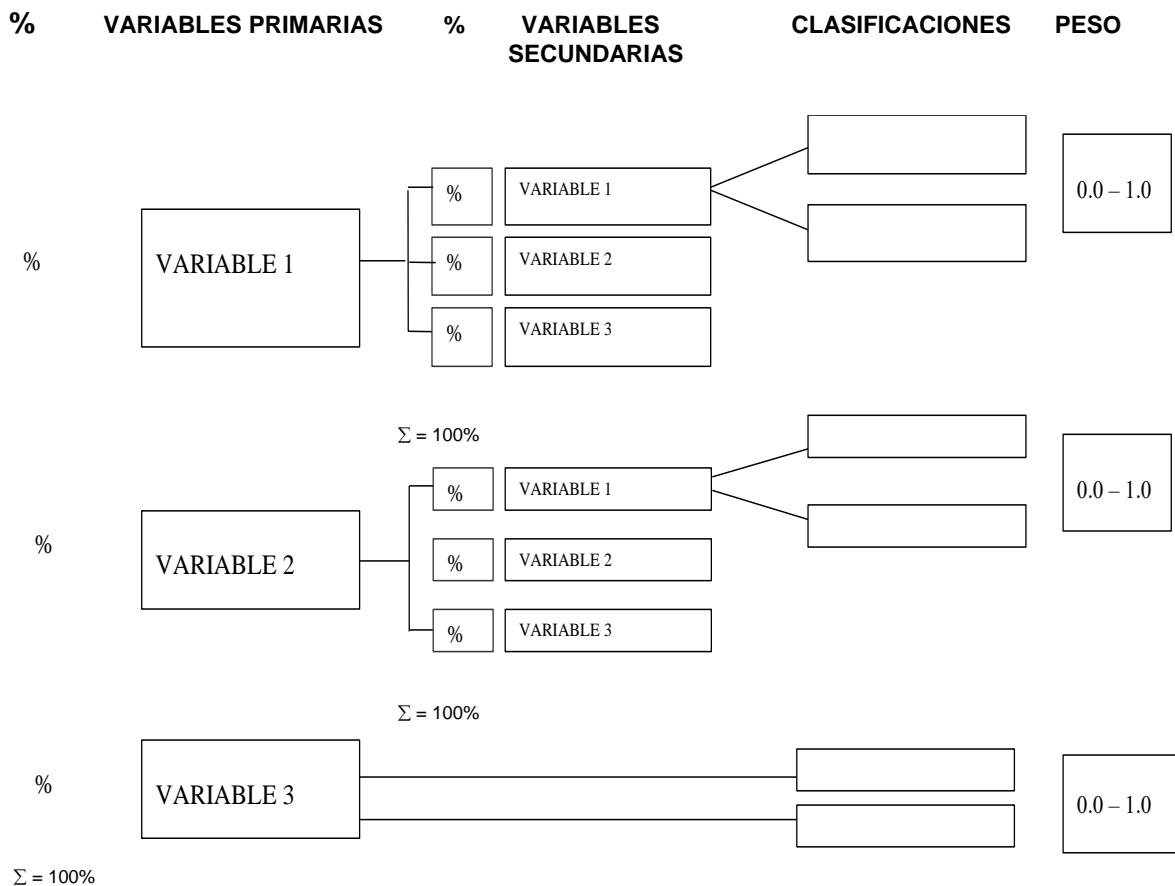 % VARIABLES PRIMARIAS % VARIABLES SECUNDARIAS CLASIFICACIONES PESO
% VARIABLE 1
% VARIABLE 1
% VARIABLE 2
% VARIABLE 3
0.0 – 1.0
Σ = 100%
% VARIABLE 2
% VARIABLE 1
% VARIABLE 2
% VARIABLE 3
0.0 – 1.0
Σ = 100%
% VARIABLE 3
0.0 – 1.0
Σ = 100%